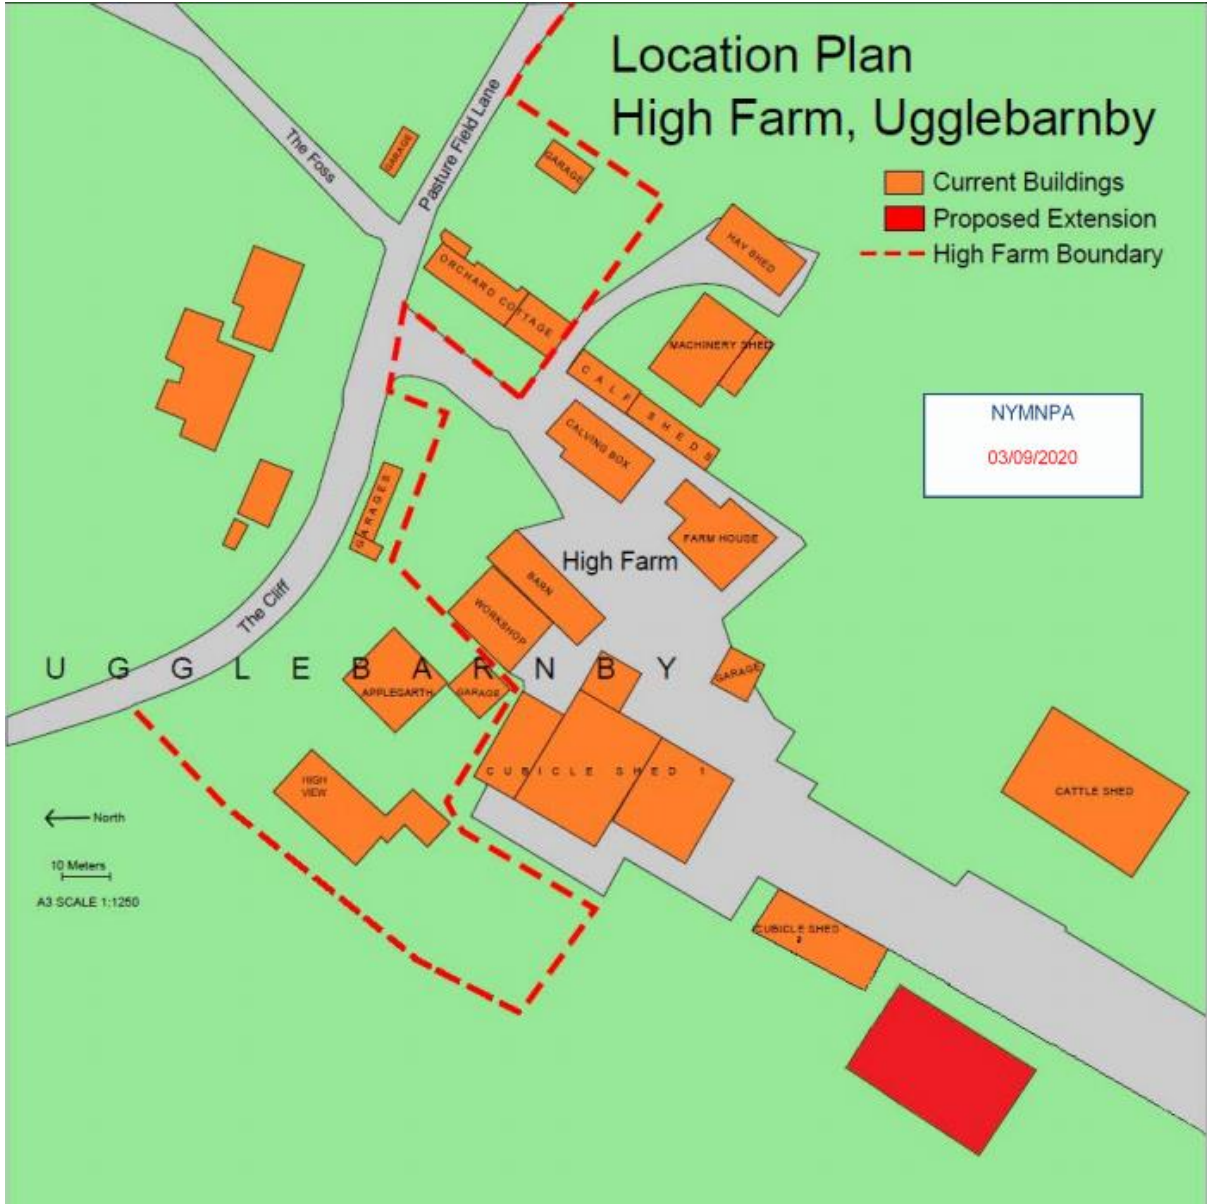 Location Plan
High Farm, Ugglebarnby
Current Buildings
Proposed Extension
High Farm Boundary
The Foss
GARAGE
Pasture Field Lane
GARAGE
HAY SHED
ORCHARD COTTAGE
MACHINERY SHED
CALF SHEDS
NYMNPA
03/09/2020
CALVING BOX
GARAGES
FARM HOUSE
High Farm
BARN
WORKSHOP
The Cliff
UGGLEBARNBY
GARAGE
APPLEGARTH
GARAGE
HIGH
VIEW
CUBICLE SHED 1
CATTLE SHED
North
10 Meters
A3 SCALE 1:1250
CUBICLE SHED
2